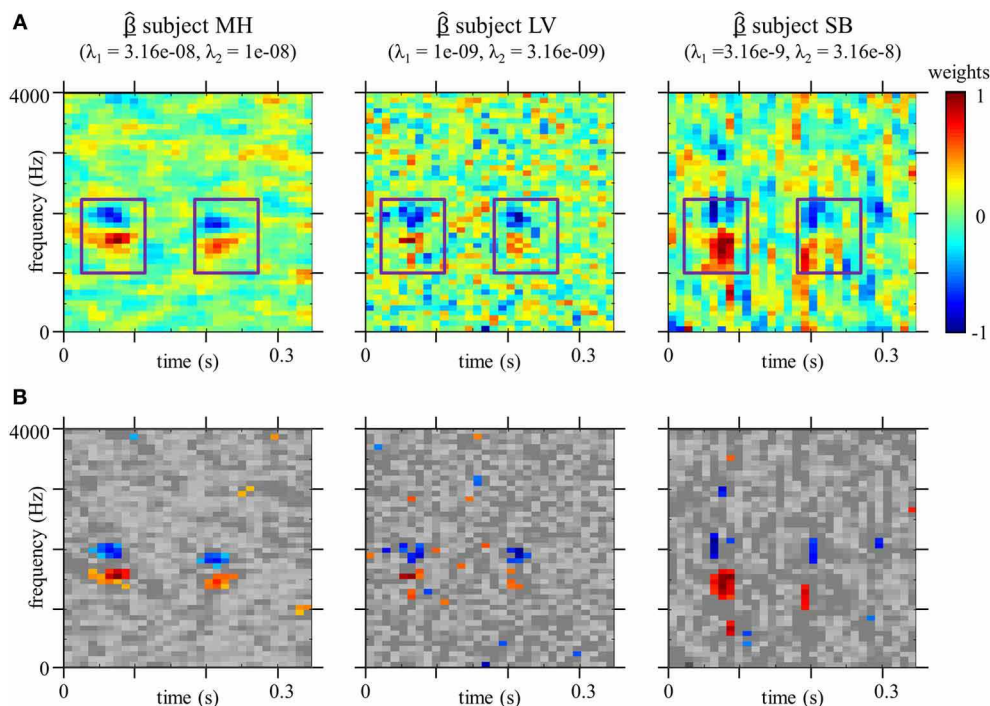 A
β̂ subject MH
(λ1 = 3.16e-08, λ2 = 1e-08)
β̂ subject LV
(λ1 = 1e-09, λ2 = 3.16e-09)
β̂ subject SB
(λ1 =3.16e-9, λ2 = 3.16e-8)
weights
1
0
-1
frequency (Hz)
4000
0
0
0.3
time (s)
0
0.3
time (s)
0
0.3
time (s)
B
frequency (Hz)
4000
0
0
0.3
time (s)
0
0.3
time (s)
0
0.3
time (s)